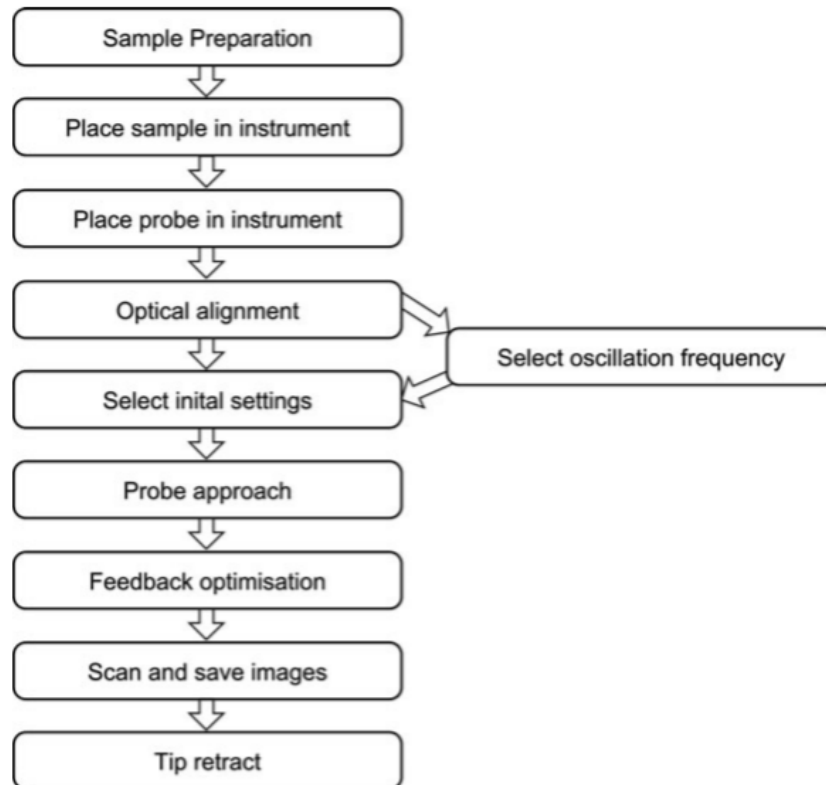 Sample Preparation
Place sample in instrument
Place probe in instrument
Optical alignment
Select oscillation frequency
Select inital settings
Probe approach
Feedback optimisation
Scan and save images
Tip retract